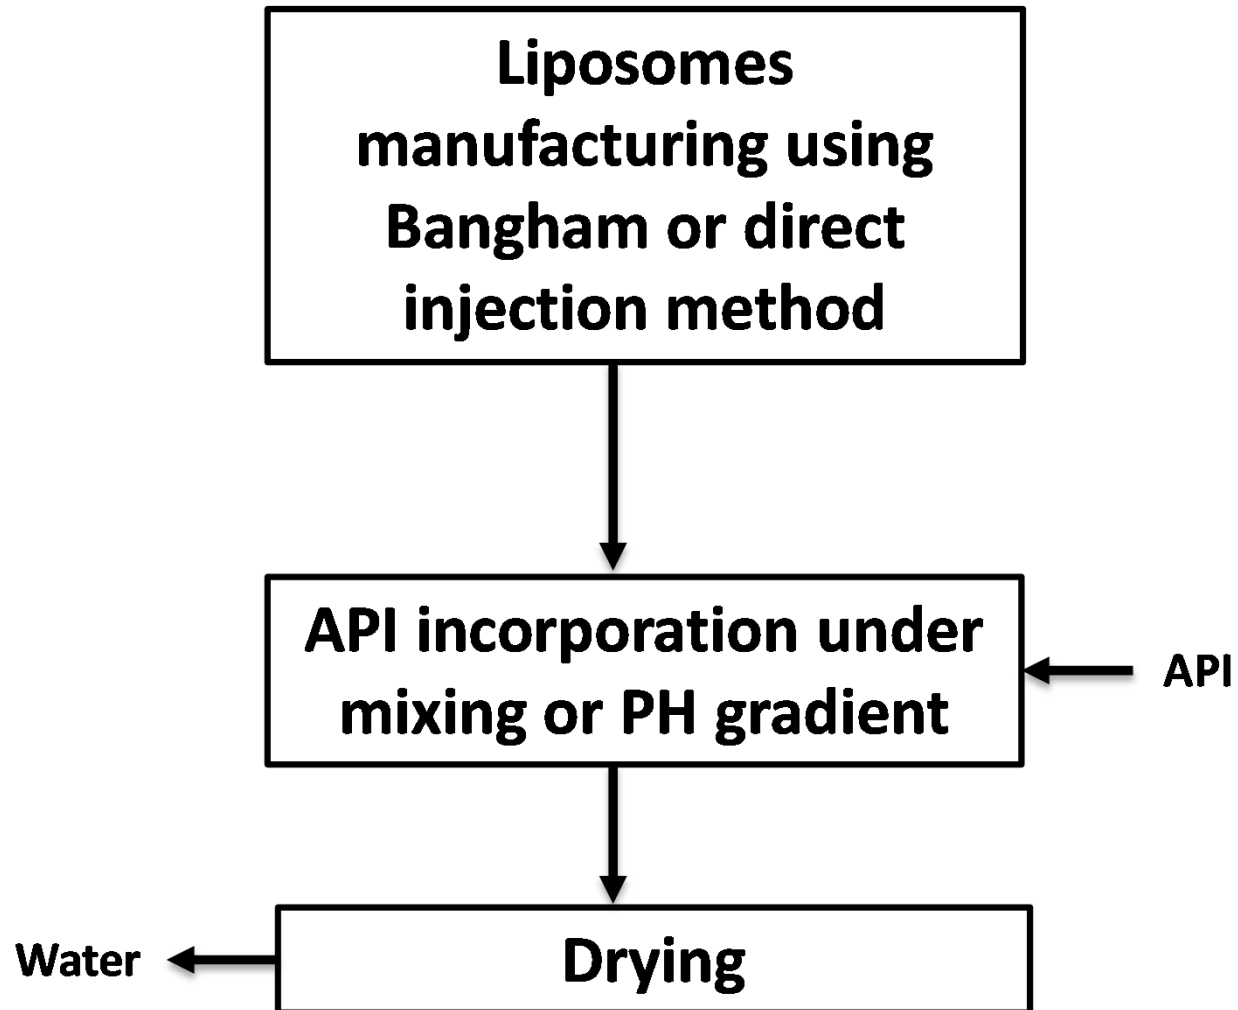 Liposomes
manufacturing using
Bangham or direct
injection method
API incorporation under
mixing or PH gradient
API
Drying
Water